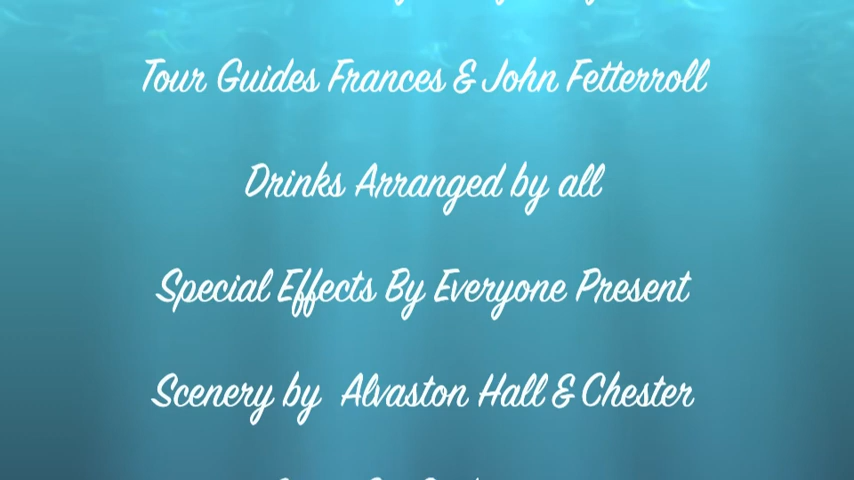 Tour Guides Frances & John Fetterroll
Drinks Arranged by all
Special Effects By Everyone Present
Scenery by Alvaston Hall & Chester